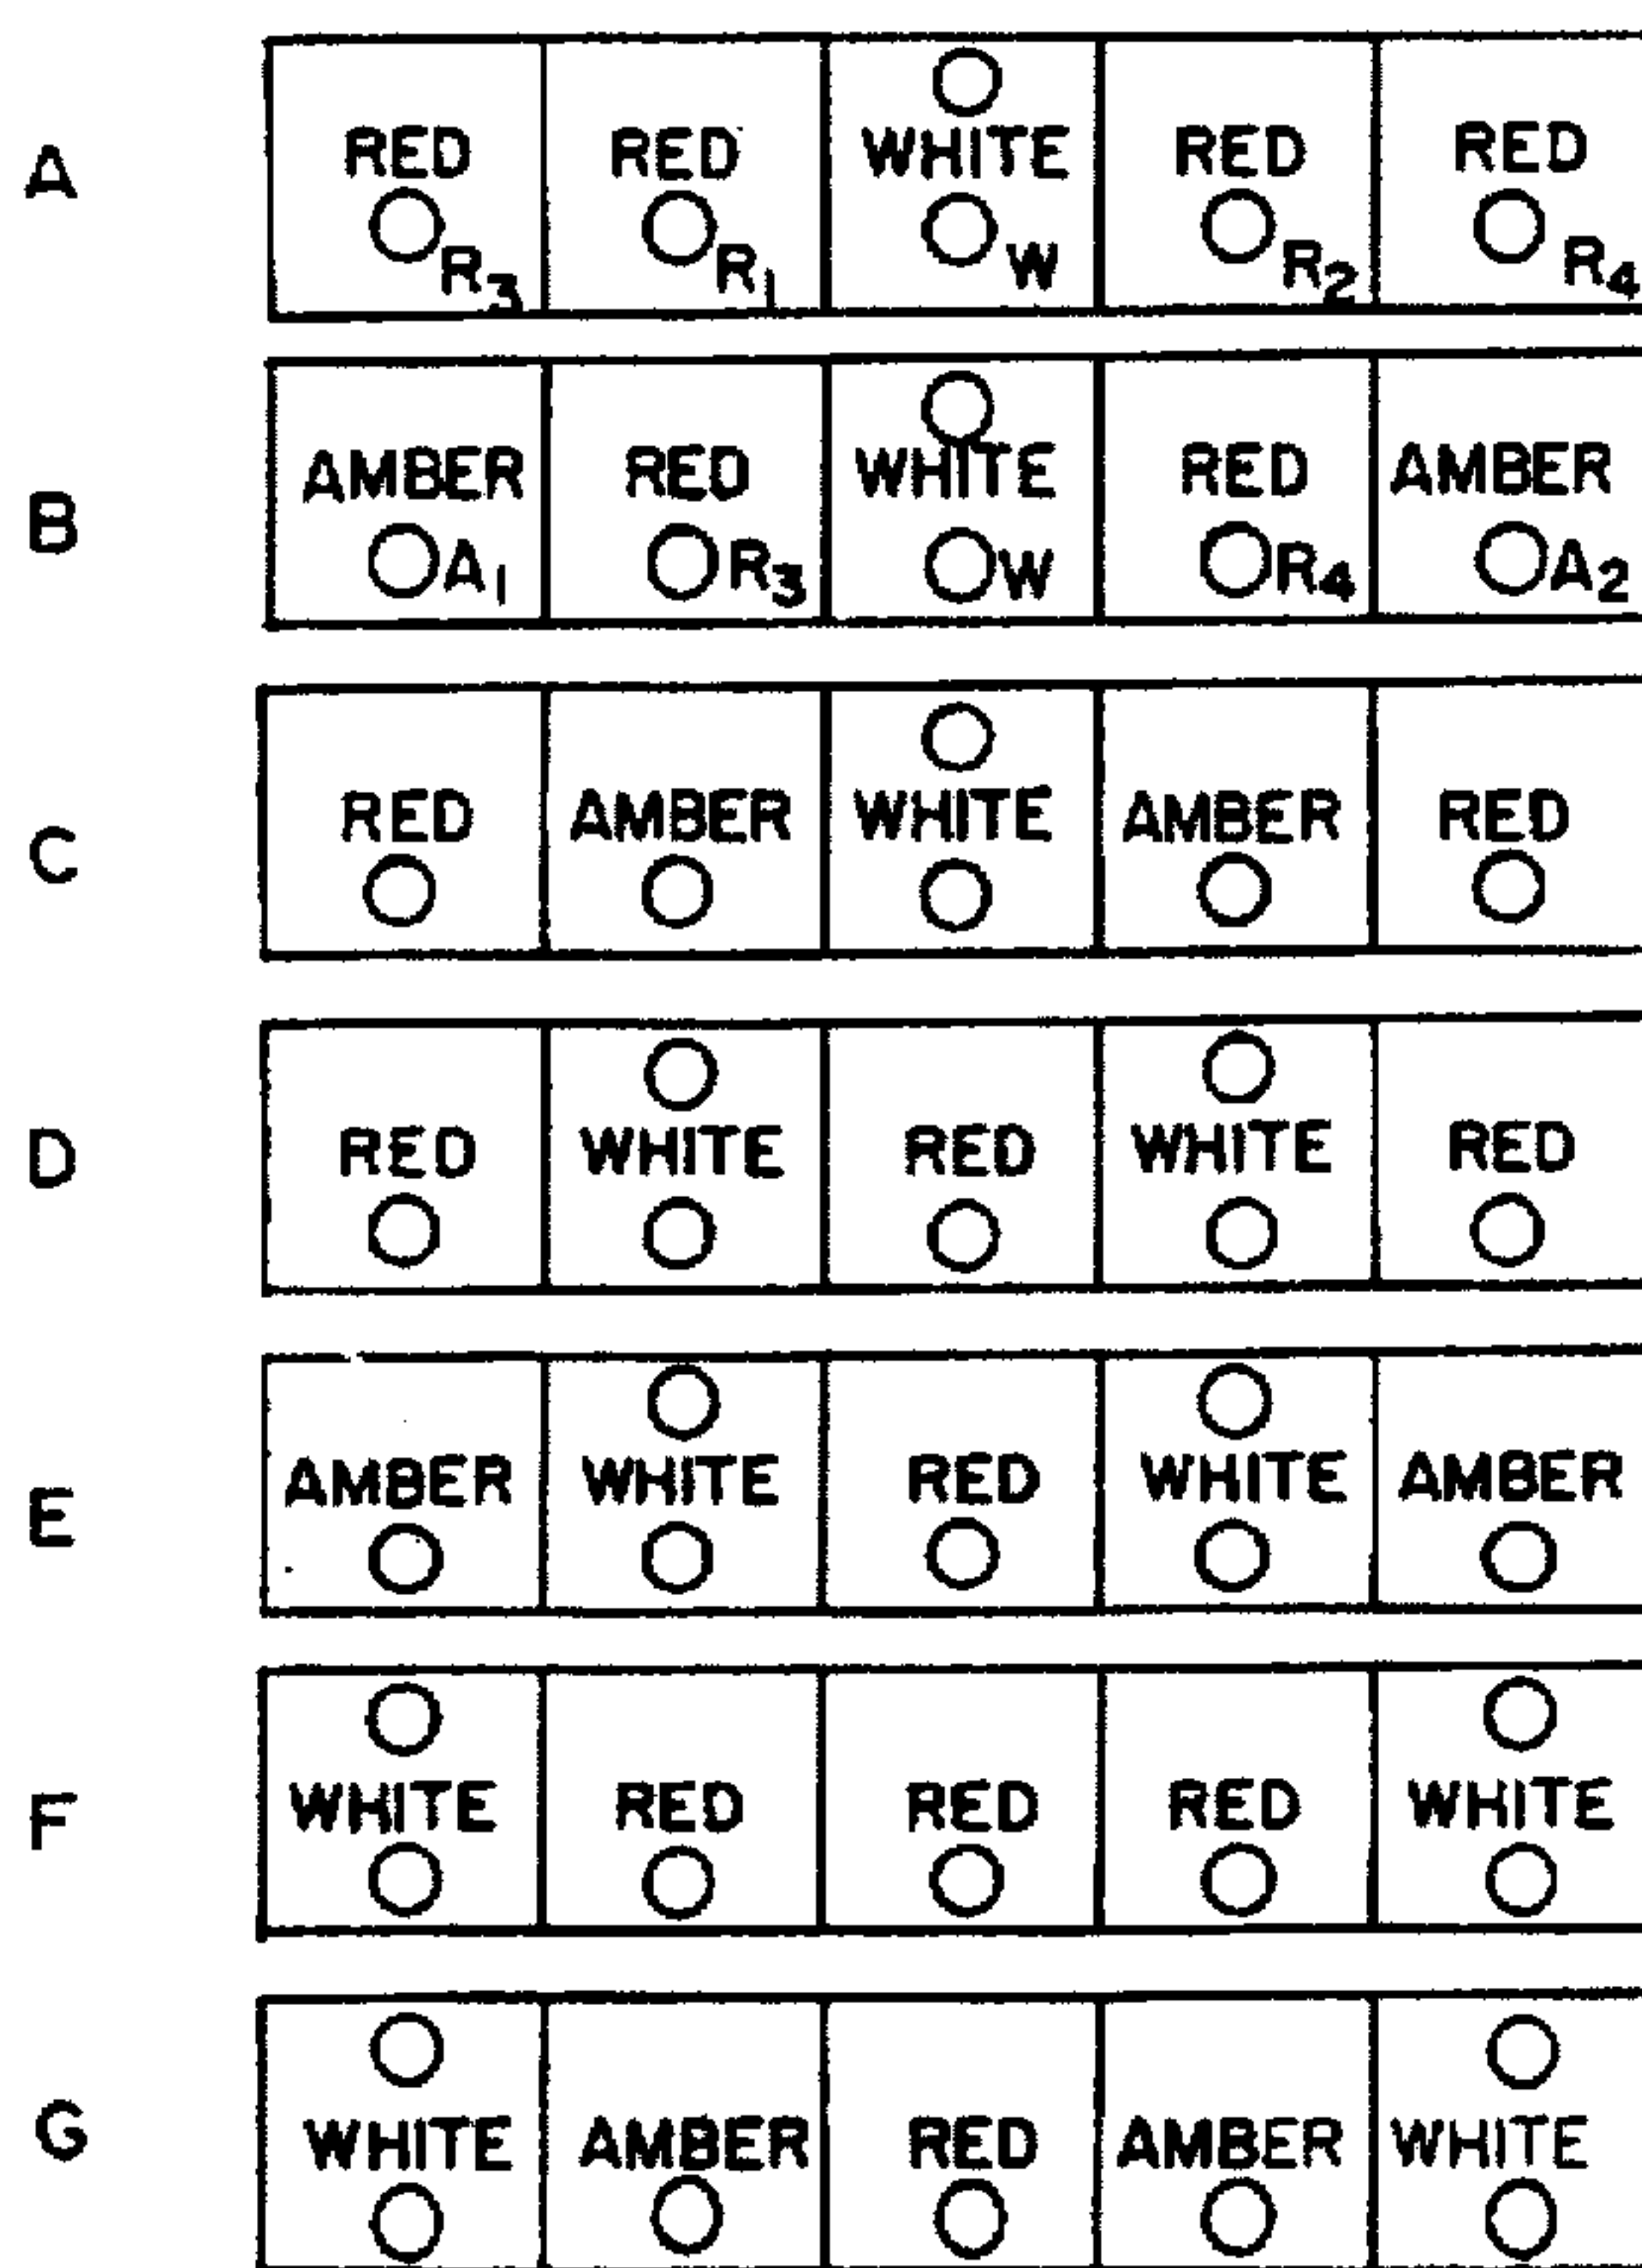 A
RED RED WHITE RED RED
R3 R1 W R2 R4
B
AMBER RED WHITE RED AMBER
A1 R3 W R4 A2
C
RED AMBER WHITE AMBER RED
D
RED WHITE RED WHITE RED
E
AMBER WHITE RED WHITE AMBER
F
WHITE RED RED RED WHITE
G
WHITE AMBER RED AMBER WHITE